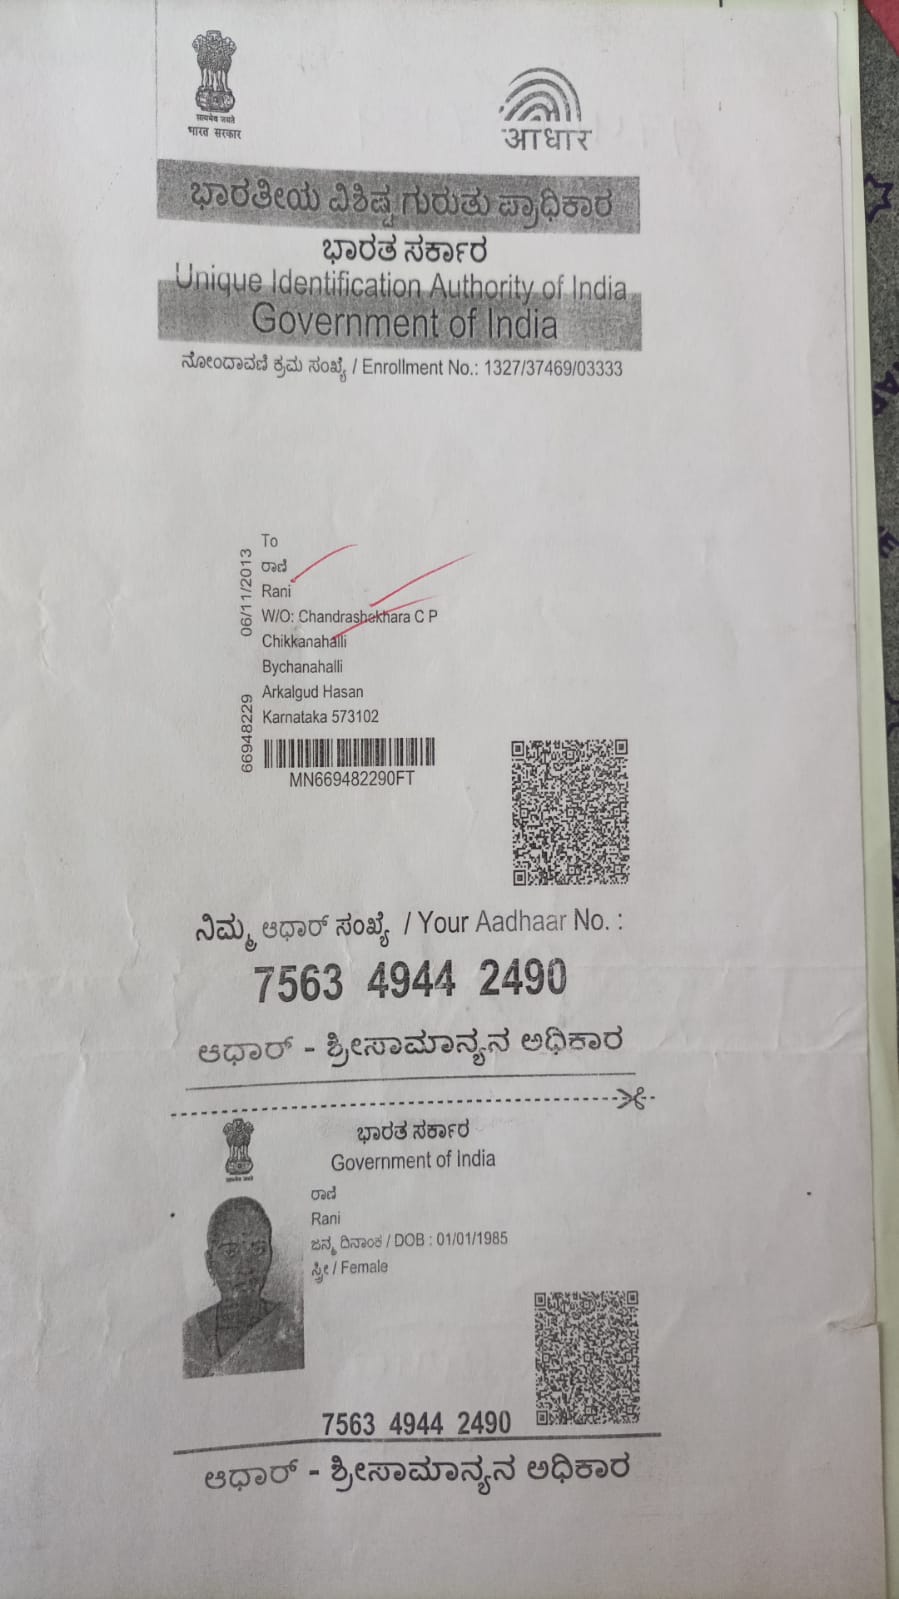 सत्यमेव जयते
भारत सरकार
आधार
ಭಾರತೀಯ ವಿಶಿಷ್ಟ ಗುರುತು ಪ್ರಾಧಿಕಾರ
ಭಾರತ ಸರ್ಕಾರ
Unique Identification Authority of India
Government of India
ನೋಂದಾವಣಿ ಕ್ರಮ ಸಂಖ್ಯೆ / Enrollment No.: 1327/37469/03333
To
ರಾಣಿ
Rani
W/O: Chandrashekhara C P
Chikkanahalli
Bychanahalli
Arkalgud Hasan
Karnataka 573102
06/11/2013
66948229
MN669482290FT
ನಿಮ್ಮ ಆಧಾರ್ ಸಂಖ್ಯೆ / Your Aadhaar No. :
7563 4944 2490
ಆಧಾರ್ - ಶ್ರೀಸಾಮಾನ್ಯನ ಅಧಿಕಾರ
ಭಾರತ ಸರ್ಕಾರ
Government of India
ರಾಣಿ
Rani
ಜನ್ಮ ದಿನಾಂಕ / DOB : 01/01/1985
ಸ್ತ್ರೀ / Female
7563 4944 2490
ಆಧಾರ್ - ಶ್ರೀಸಾಮಾನ್ಯನ ಅಧಿಕಾರ